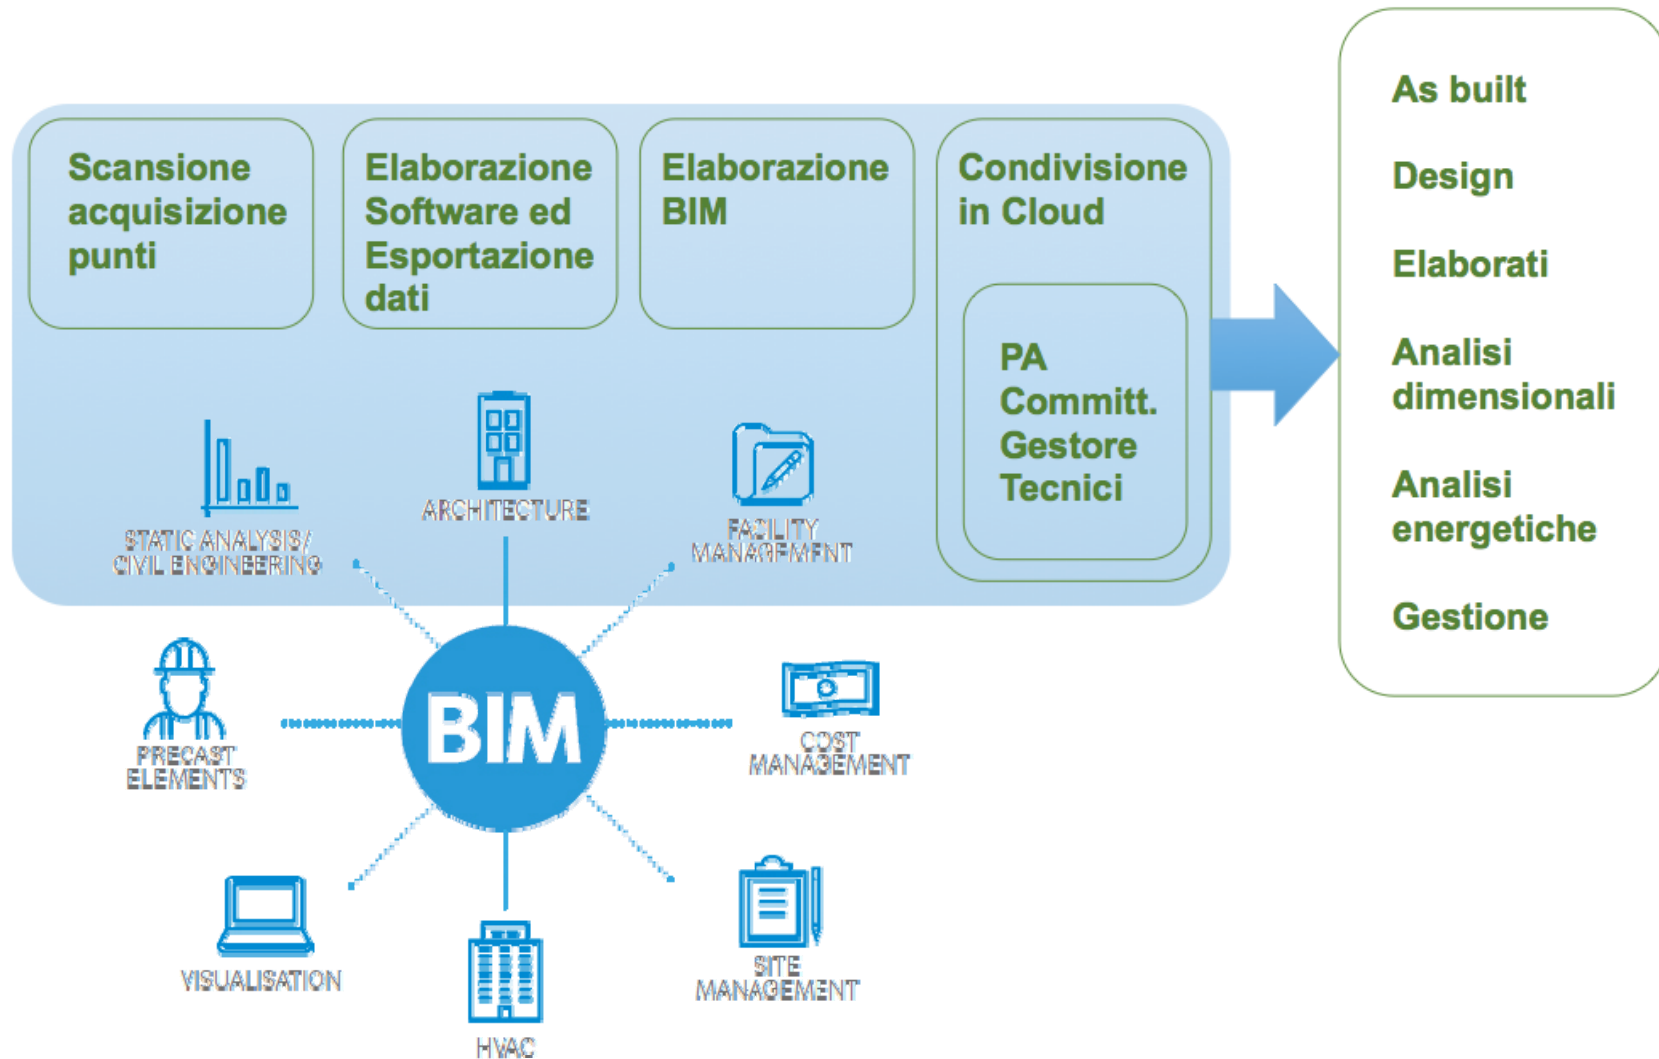 Scansione
acquisizione
punti
Elaborazione
Software ed
Esportazione
dati
Elaborazione
BIM
Condivisione
in Cloud
PA
Committ.
Gestore
Tecnici
As built
Design
Elaborati
Analisi
dimensionali
Analisi
energetiche
Gestione
STATIC ANALYSIS/
CIVIL ENGINEERING
ARCHITECTURE
FACILITY
MANAGEMENT
PRECAST
ELEMENTS
BIM
COST
MANAGEMENT
VISUALISATION
HVAC
SITE
MANAGEMENT